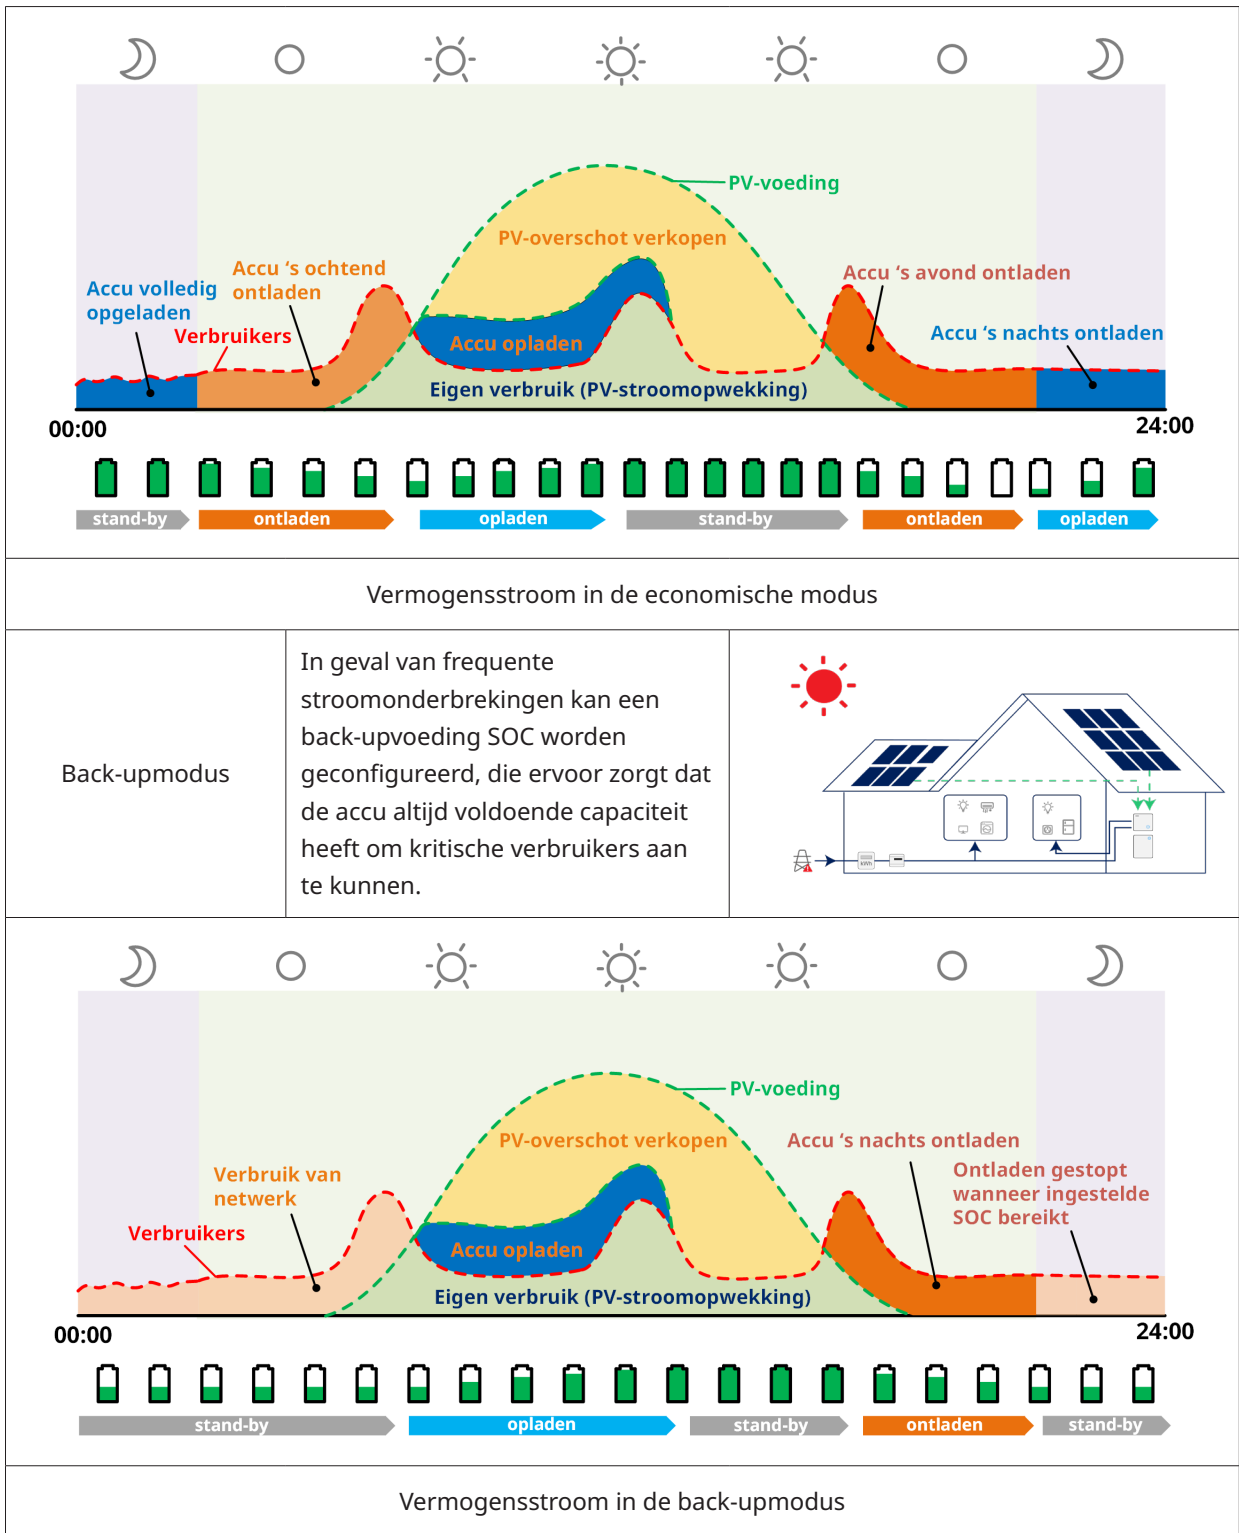 PV-voeding
PV-overschot verkopen
Accu ‘s ochtend
ontladen
Accu ‘s avond ontladen
Accu volledig
opgeladen
Verbruikers
Accu ‘s nachts ontladen
Accu opladen
Eigen verbruik (PV-stroomopwekking)
00:00
24:00
stand-by
ontladen
opladen
stand-by
ontladen
opladen
Vermogensstroom in de economische modus
Back-upmodus
In geval van frequente
stroomonderbrekingen kan een
back-upvoeding SOC worden
geconfigureerd, die ervoor zorgt dat
de accu altijd voldoende capaciteit
heeft om kritische verbruikers aan
te kunnen.
kWh
PV-voeding
PV-overschot verkopen
Accu ‘s nachts ontladen
Verbruik van
netwerk
Ontladen gestopt
wanneer ingestelde
SOC bereikt
Verbruikers
Accu opladen
Eigen verbruik (PV-stroomopwekking)
00:00
24:00
stand-by
opladen
stand-by
ontladen
stand-by
Vermogensstroom in de back-upmodus